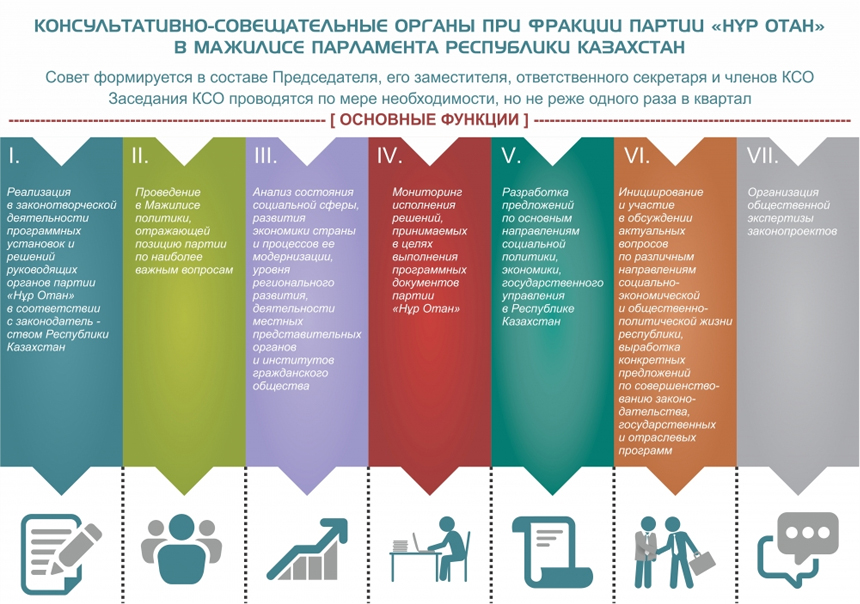 КОНСУЛЬТАТИВНО-СОВЕЩАТЕЛЬНЫЕ ОРГАНЫ ПРИ ФРАКЦИИ ПАРТИИ «НҰР ОТАН»
В МАЖИЛИСЕ ПАРЛАМЕНТА РЕСПУБЛИКИ КАЗАХСТАН
Совет формируется в составе Председателя, его заместителя, ответственного секретаря и членов КСО
Заседания КСО проводятся по мере необходимости, но не реже одного раза в квартал
[ ОСНОВНЫЕ ФУНКЦИИ ]
I.
Реализация
в законотворческой
деятельности
программных
установок и
решений
руководящих
органов партии
«Нұр Отан»
в соответствии
с законодатель -
ством Республики
Казахстан
II.
Проведение
в Мажилисе
политики,
отражающей
позицию партии
по наиболее
важным вопросам
III.
Анализ состояния
социальной сферы,
развития
экономики страны
и процессов ее
модернизации,
уровня
регионального
развития,
деятельности
местных
представительных
органов
и институтов
гражданского
общества
IV.
Мониторинг
исполнения
решений,
принимаемых
в целях
выполнения
программных
документов
партии
«Нұр Отан»
V.
Разработка
предложений
по основным
направлениям
социальной
политики,
экономики,
государственного
управления
в Республике
Казахстан
VI.
Инициирование
и участие
в обсуждении
актуальных
вопросов
по различным
направлениям
социально-
экономической
и общественно-
политической жизни
республики,
выработка
конкретных
предложений
по совершенство-
ванию законо-
дательства,
государственных
и отраслевых
программ
VII.
Организация
общественной
экспертизы
законопроектов